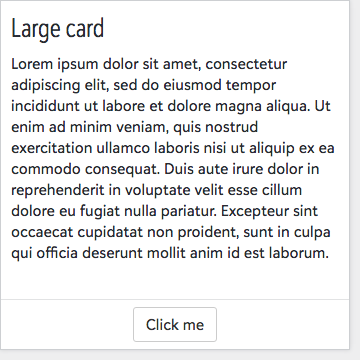 Large card
Lorem ipsum dolor sit amet, consectetur
adipiscing elit, sed do eiusmod tempor
incididunt ut labore et dolore magna aliqua. Ut
enim ad minim veniam, quis nostrud
exercitation ullamco laboris nisi ut aliquip ex ea
commodo consequat. Duis aute irure dolor in
reprehenderit in voluptate velit esse cillum
dolore eu fugiat nulla pariatur. Excepteur sint
occaecat cupidatat non proident, sunt in culpa
qui officia deserunt mollit anim id est laborum.
Click me